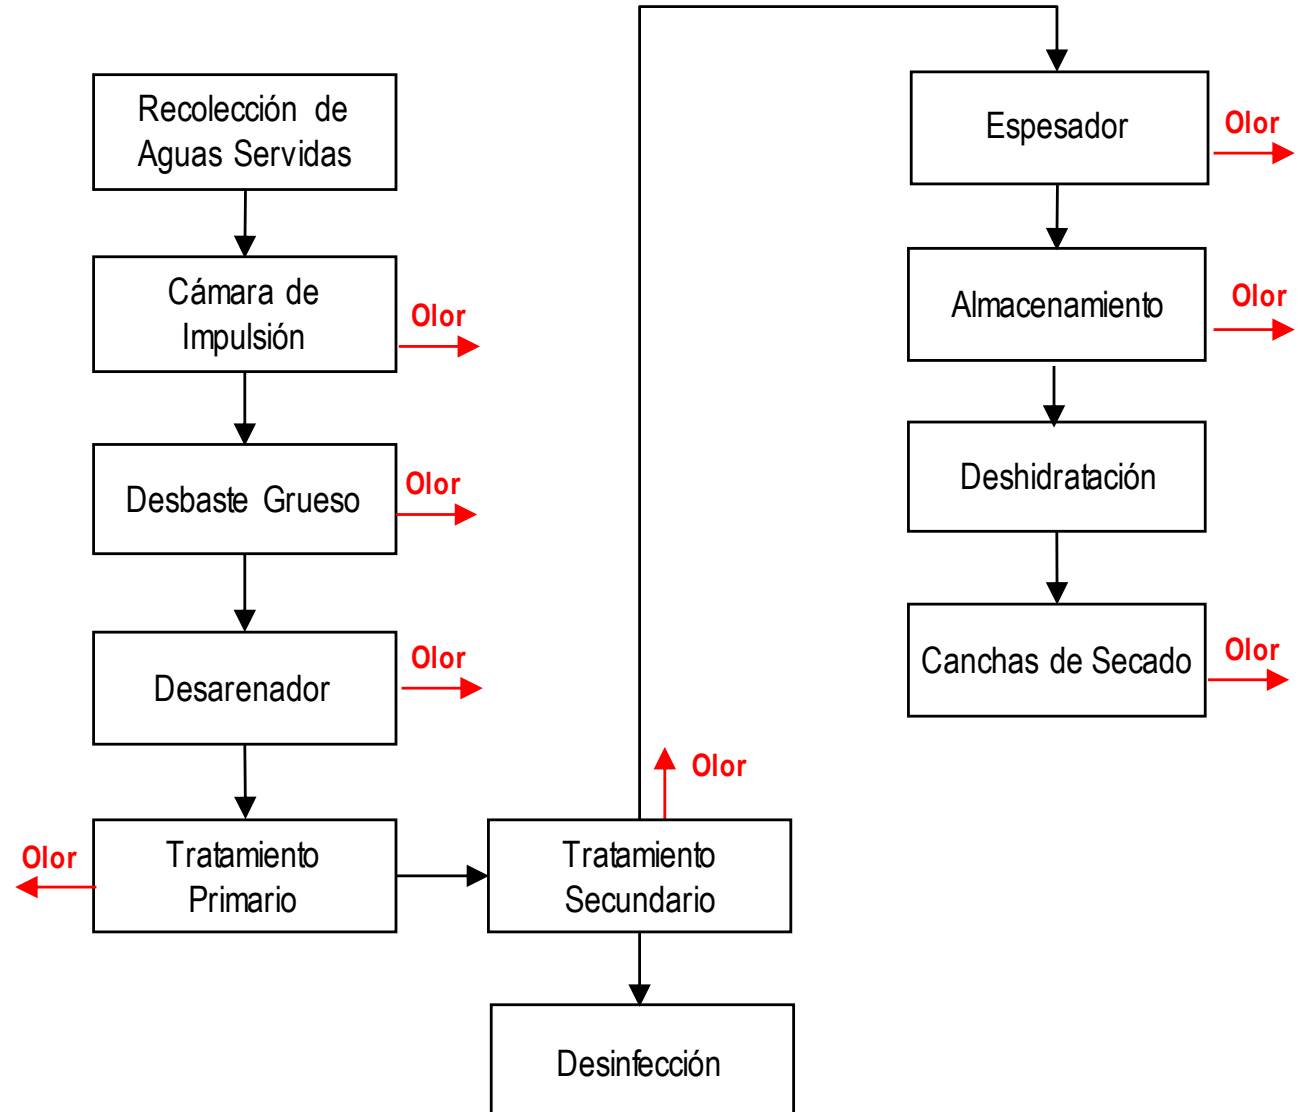 Recolección de
Aguas Servidas
Cámara de
Impulsión
Olor
Desbaste Grueso
Olor
Desarenador
Olor
Tratamiento
Primario
Olor
Tratamiento
Secundario
Olor
Desinfección
Espesador
Olor
Almacenamiento
Olor
Deshidratación
Canchas de Secado
Olor